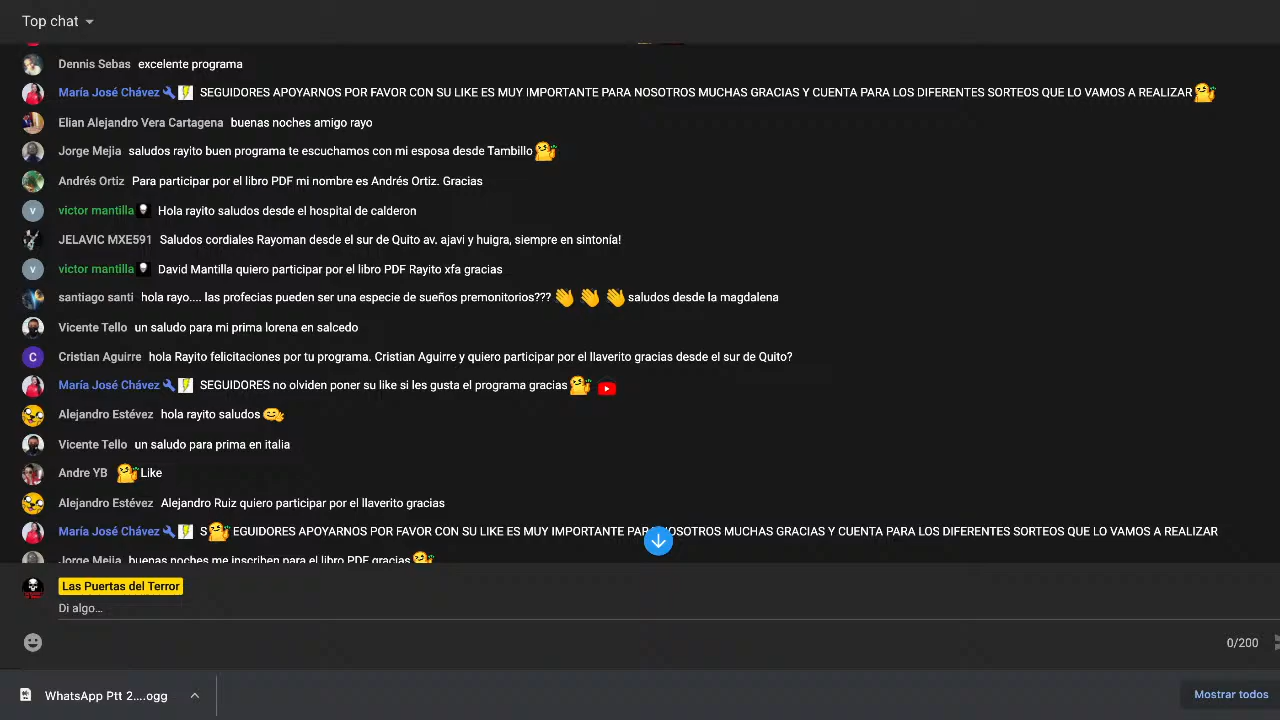 Top chat
Dennis Sebas excelente programa
María José Chávez SEGUIDORES APOYARNOS POR FAVOR CON SU LIKE ES MUY IMPORTANTE PARA NOSOTROS MUCHAS GRACIAS Y CUENTA PARA LOS DIFERENTES SORTEOS QUE LO VAMOS A REALIZAR
Elian Alejandro Vera Cartagena buenas noches amigo rayo
Jorge Mejia saludos rayito buen programa te escuchamos con mi esposa desde Tambillo
Andrés Ortiz Para participar por el libro PDF mi nombre es Andrés Ortiz. Gracias
V victor mantilla Hola rayito saludos desde el hospital de calderon
JELAVIC MXE591 Saludos cordiales Rayoman desde el sur de Quito av. ajavi y huigra, siempre en sintonía!
V victor mantilla David Mantilla quiero participar por el libro PDF Rayito xfa gracias
santiago santi hola rayo.... las profecias pueden ser una especie de sueños premonitorios??? 👋 👋 👋 saludos desde la magdalena
Vicente Tello un saludo para mi prima lorena en salcedo
C Cristian Aguirre hola Rayito felicitaciones por tu programa. Cristian Aguirre y quiero participar por el llaverito gracias desde el sur de Quito?
María José Chávez SEGUIDORES no olviden poner su like si les gusta el programa gracias
Alejandro Estévez hola rayito saludos
Vicente Tello un saludo para prima en italia
Andre YB Like
Alejandro Estévez Alejandro Ruiz quiero participar por el llaverito gracias
María José Chávez S EGUIDORES APOYARNOS POR FAVOR CON SU LIKE ES MUY IMPORTANTE PARA NOSOTROS MUCHAS GRACIAS Y CUENTA PARA LOS DIFERENTES SORTEOS QUE LO VAMOS A REALIZAR
Jorge Mejia buenas noches me inscriben para el libro PDF gracias
Las Puertas del Terror
Di algo...
0/200
WhatsApp Ptt 2....ogg
Mostrar todos